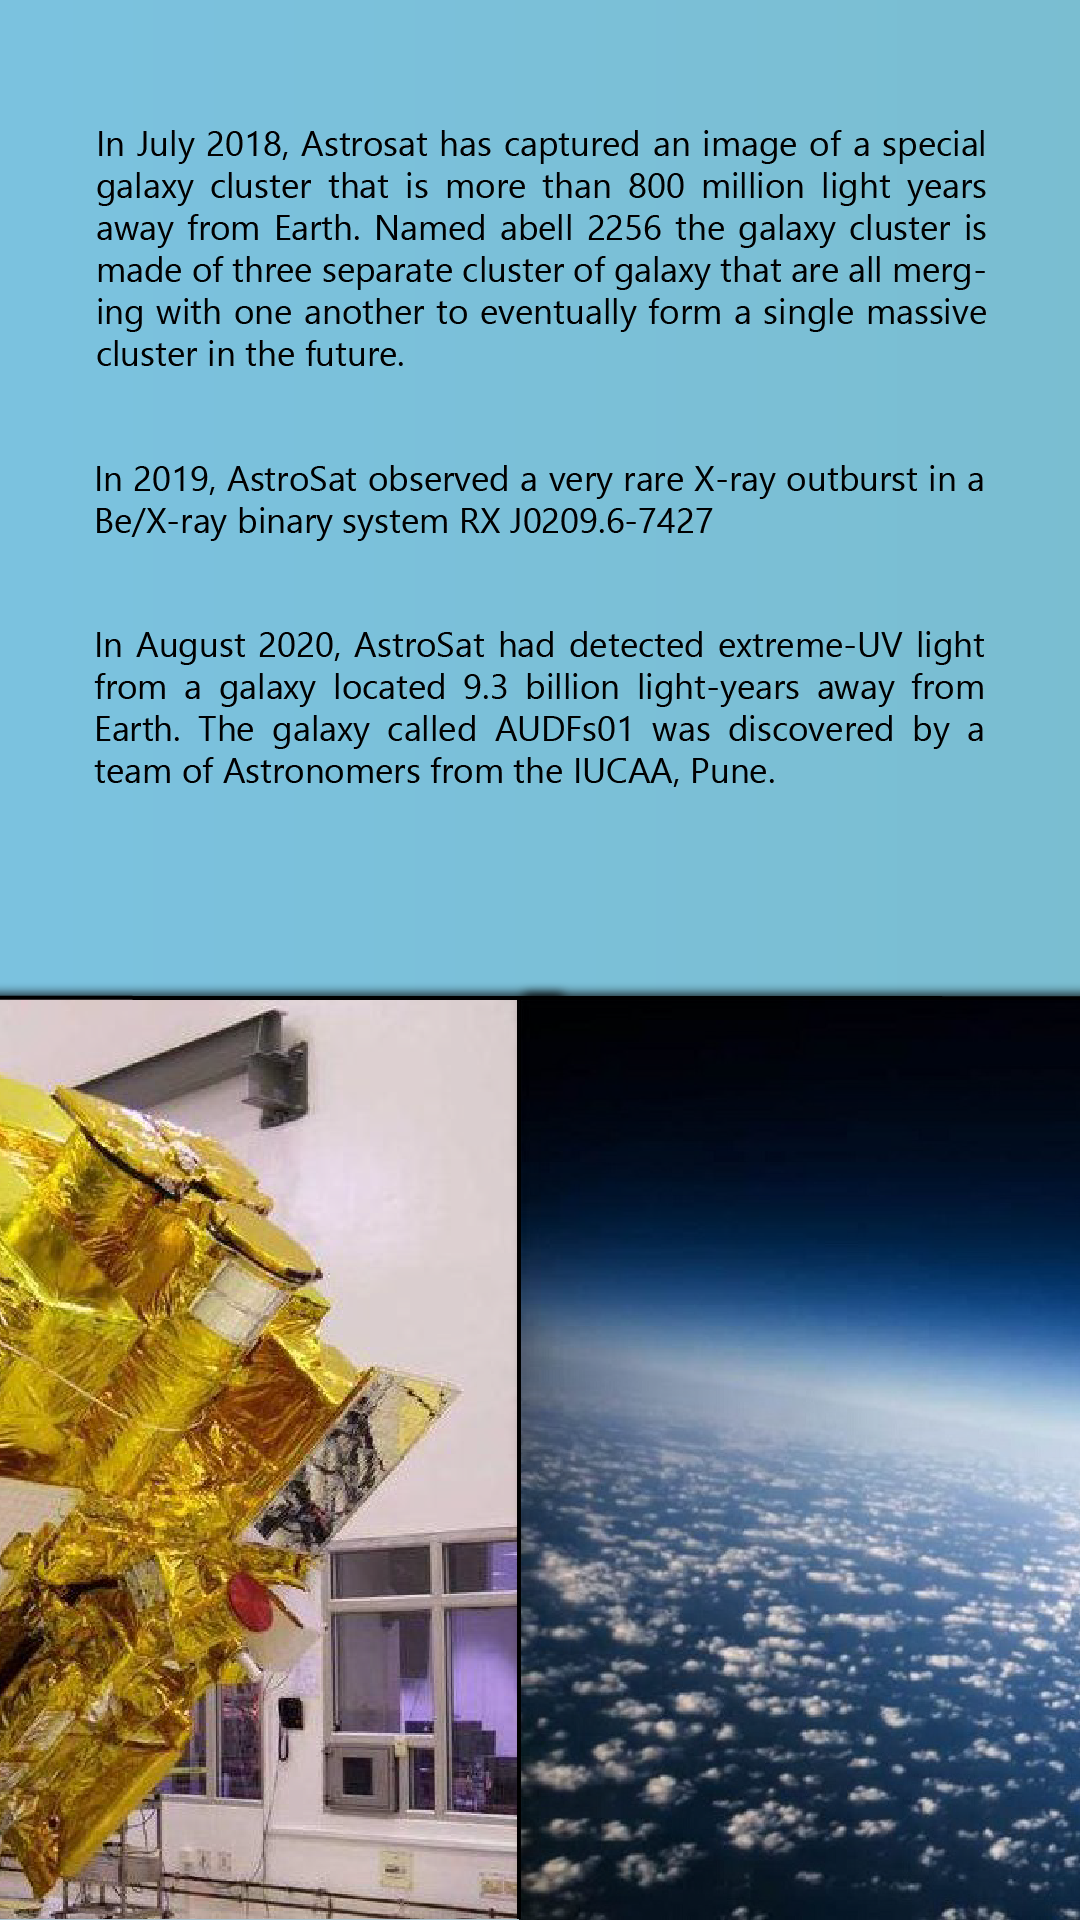 In July 2018, Astrosat has captured an image of a special
galaxy cluster that is more than 800 million light years
away from Earth. Named abell 2256 the galaxy cluster is
made of three separate cluster of galaxy that are all merg-
ing with one another to eventually form a single massive
cluster in the future.
In 2019, AstroSat observed a very rare X-ray outburst in a
Be/X-ray binary system RX J0209.6-7427
In August 2020, AstroSat had detected extreme-UV light
from a galaxy located 9.3 billion light-years away from
Earth. The galaxy called AUDFs01 was discovered by a
team of Astronomers from the IUCAA, Pune.